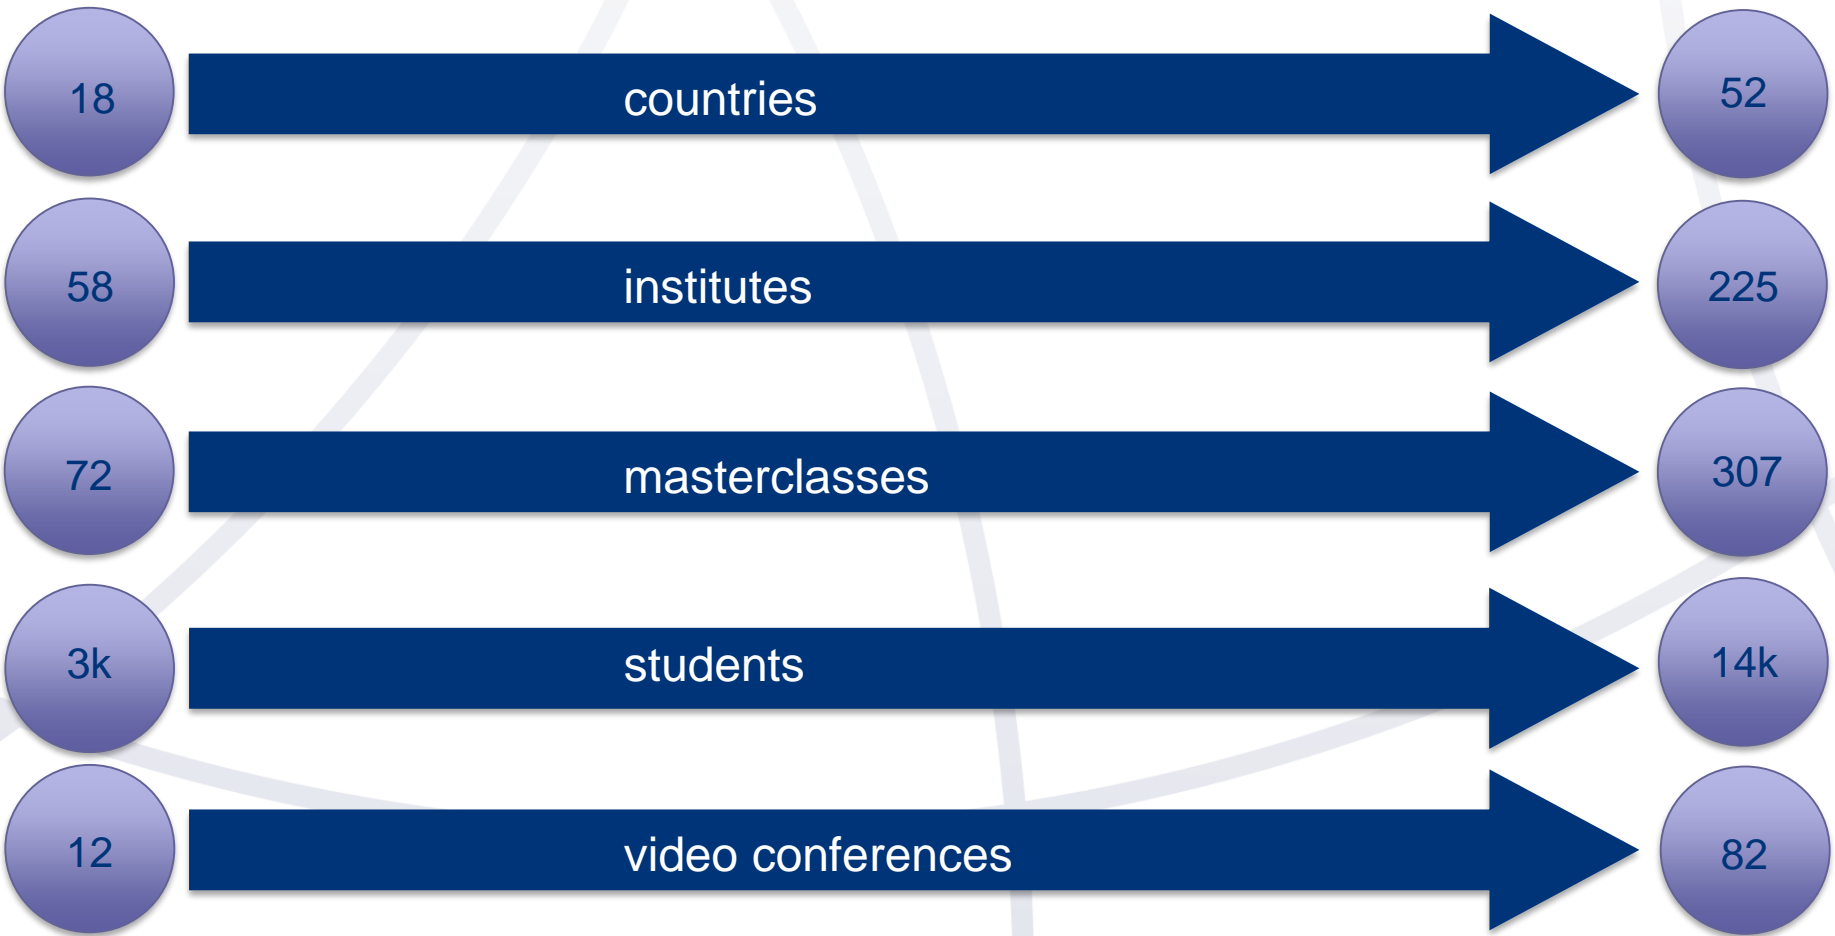 18 countries 52
58 institutes 225
72 masterclasses 307
3k students 14k
12 video conferences 82